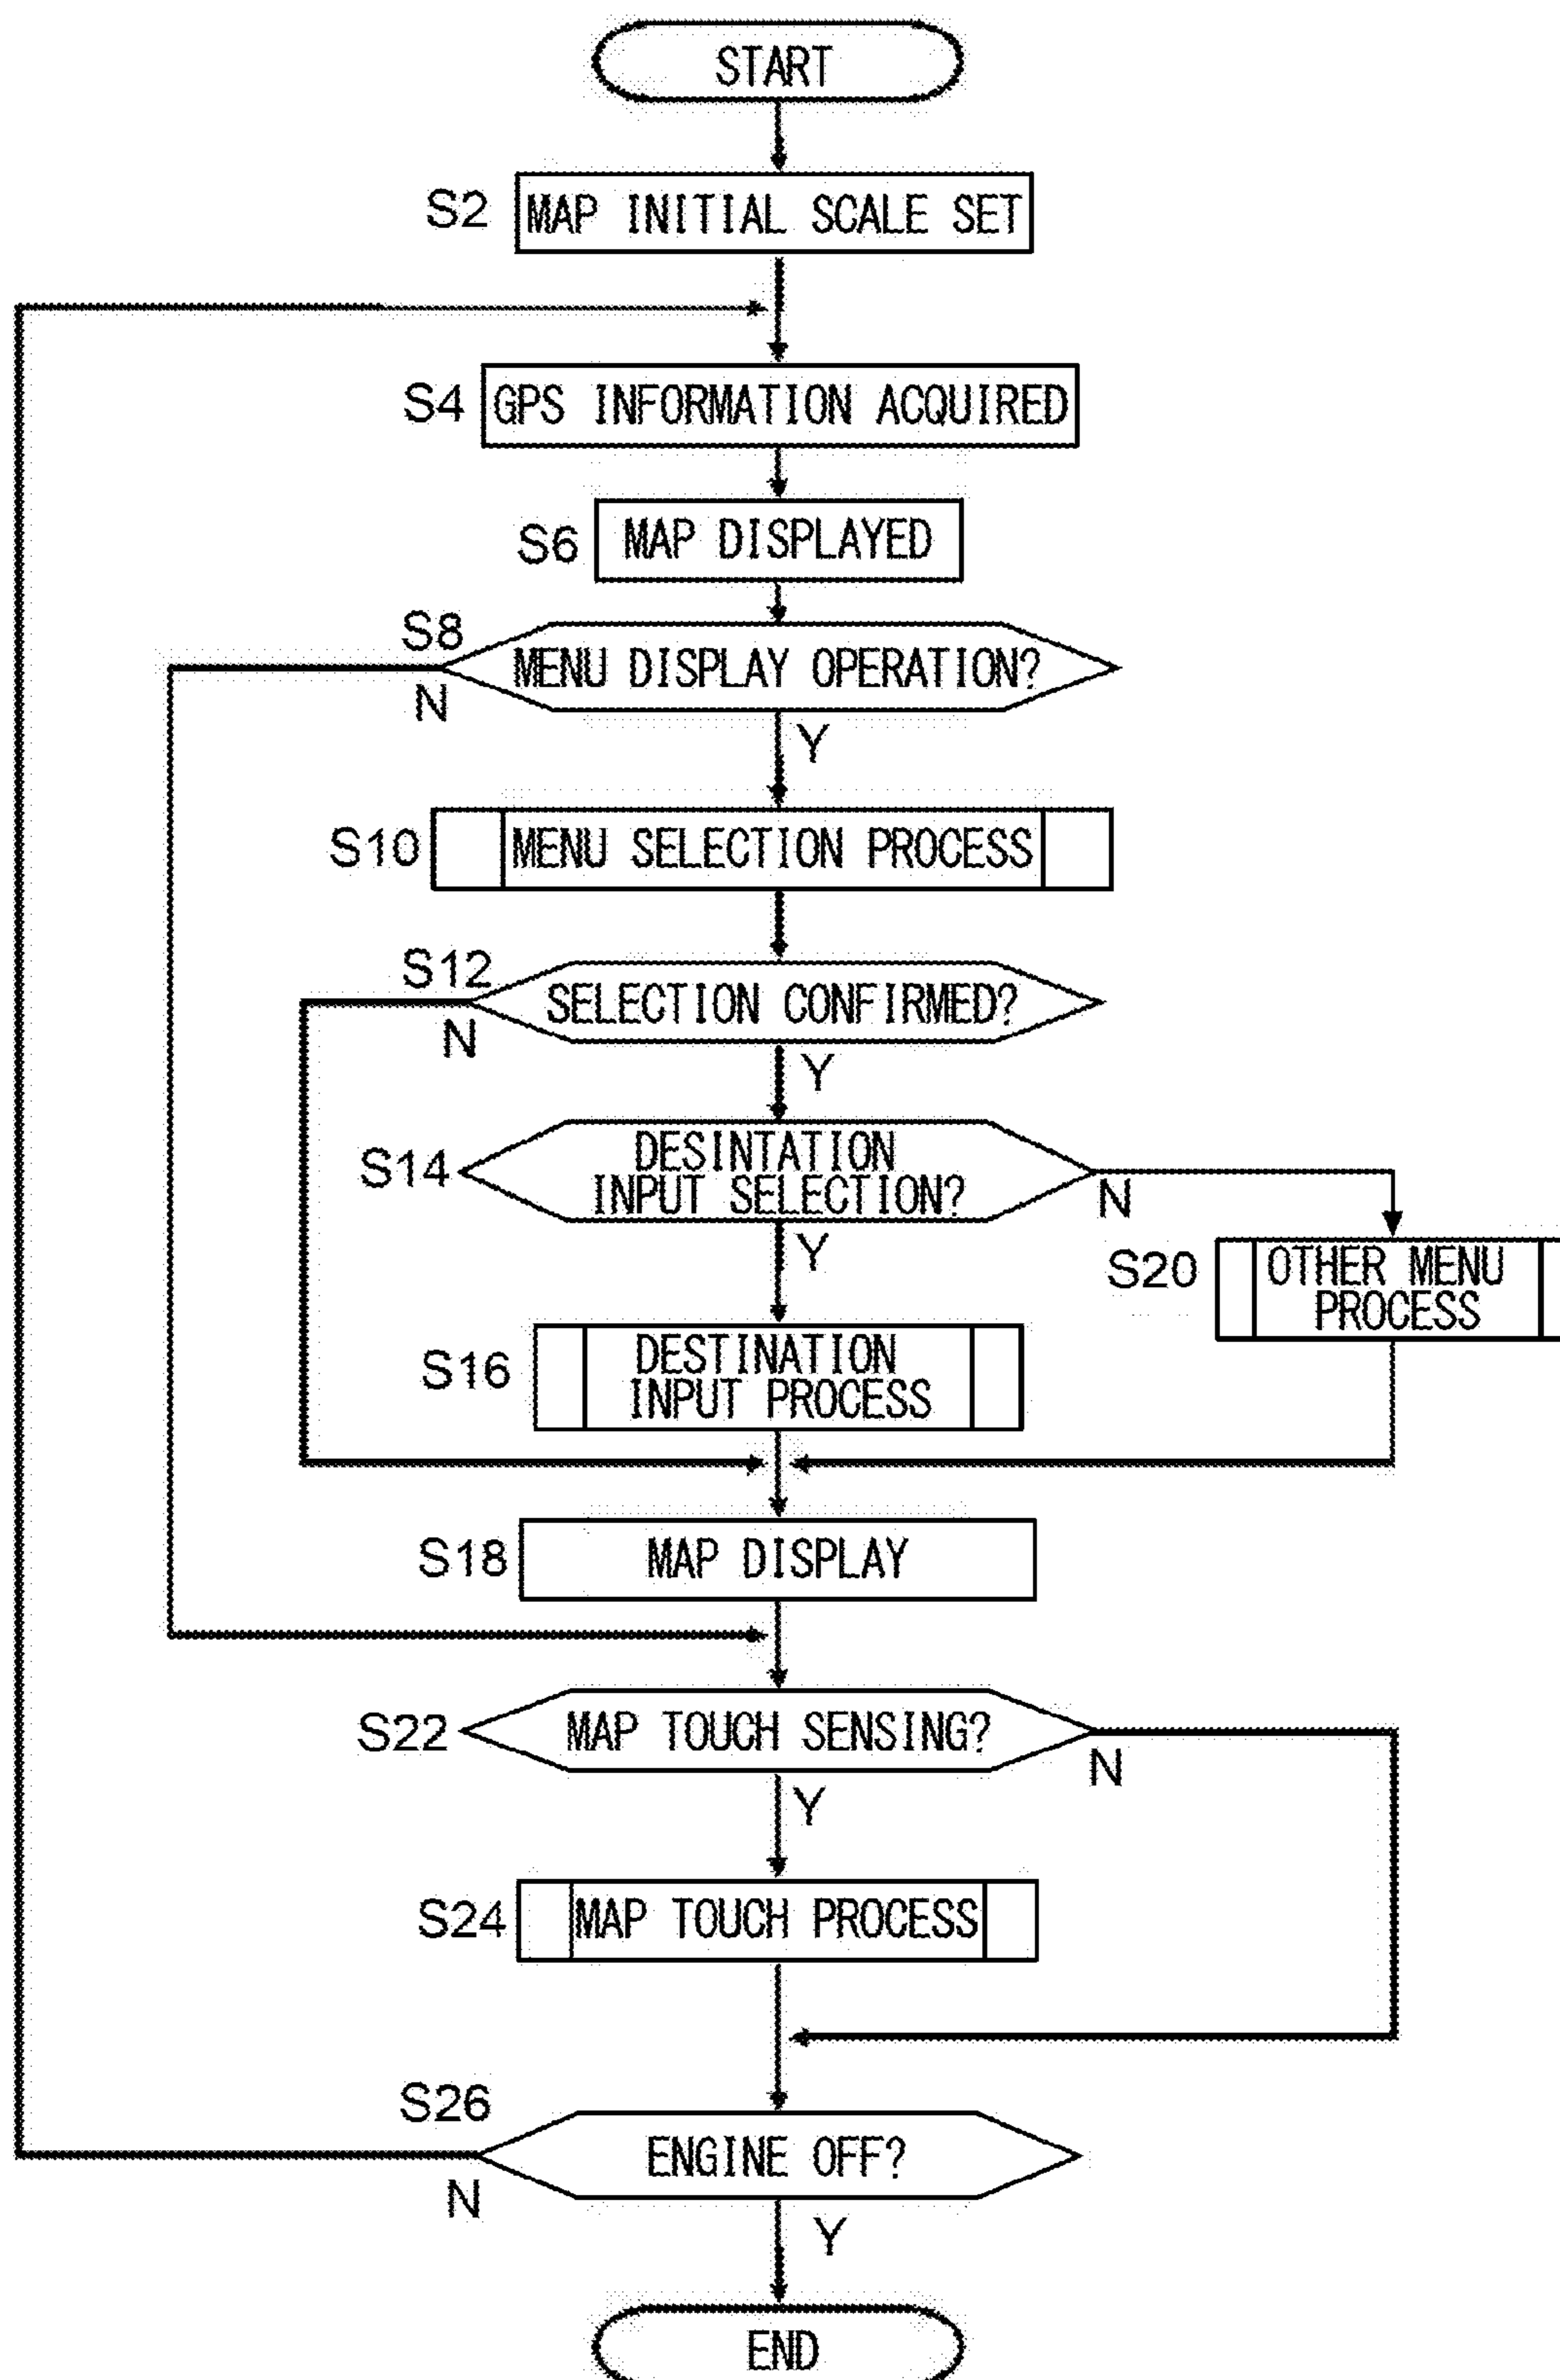 START
S2
MAP INITIAL SCALE SET
S4
GPS INFORMATION ACQUIRED
S6
MAP DISPLAYED
S8
MENU DISPLAY OPERATION?
N
Y
S10
MENU SELECTION PROCESS
S12
SELECTION CONFIRMED?
N
Y
S14
DESINTATION
INPUT SELECTION?
N
Y
S20
OTHER MENU
PROCESS
S16
DESTINATION
INPUT PROCESS
S18
MAP DISPLAY
S22
MAP TOUCH SENSING?
N
Y
S24
MAP TOUCH PROCESS
S26
ENGINE OFF?
N
Y
END